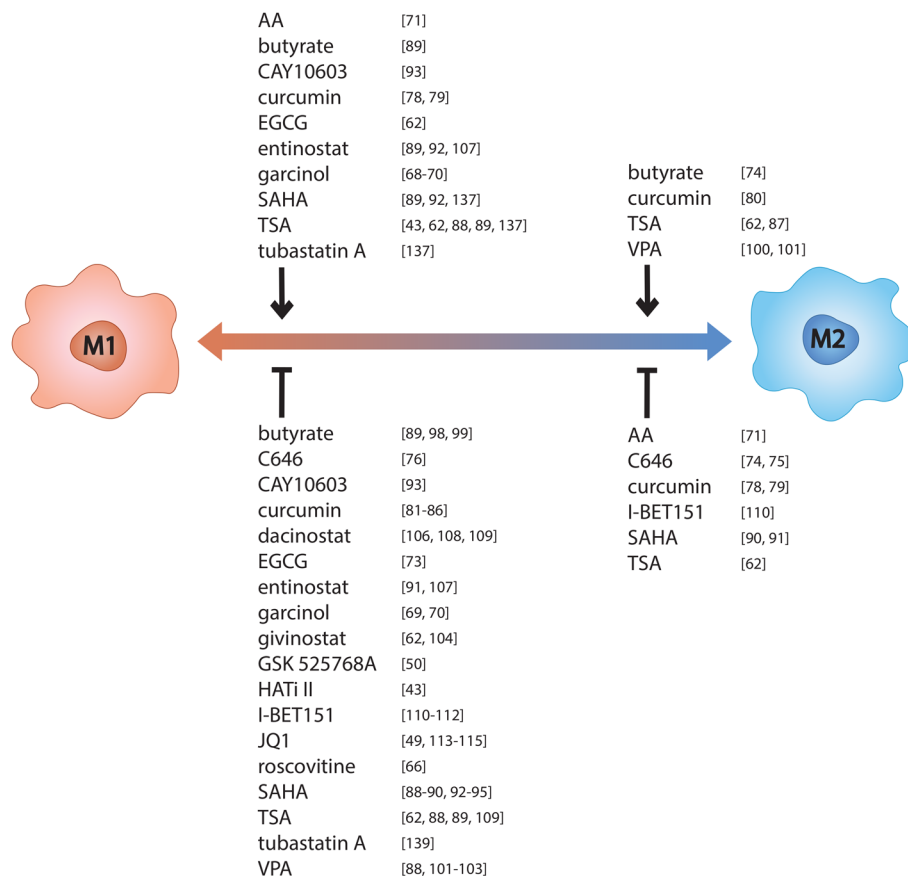 AA [71]
butyrate [89]
CAY10603 [93]
curcumin [78, 79]
EGCG [62]
entinostat [89, 92, 107]
garcinol [68-70]
SAHA [89, 92, 137]
TSA [43, 62, 88, 89, 137]
tubastatin A [137]
butyrate [74]
curcumin [80]
TSA [62, 87]
VPA [100, 101]
M1
M2
butyrate [89, 98, 99]
C646 [76]
CAY10603 [93]
curcumin [81-86]
dacinostat [106, 108, 109]
EGCG [73]
entinostat [91, 107]
garcinol [69, 70]
givinostat [62, 104]
GSK 525768A [50]
HATi II [43]
I-BET151 [110-112]
JQ1 [49, 113-115]
roscovitine [66]
SAHA [88-90, 92-95]
TSA [62, 88, 89, 109]
tubastatin A [139]
VPA [88, 101-103]
AA [71]
C646 [74, 75]
curcumin [78, 79]
I-BET151 [110]
SAHA [90, 91]
TSA [62]